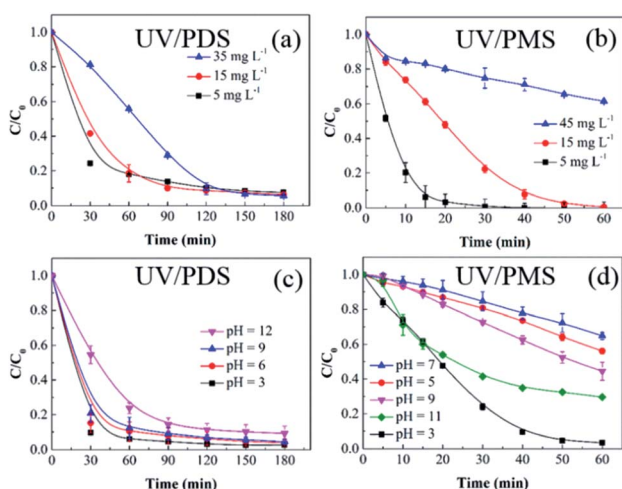 UV/PDS (a)
35 mg L⁻¹
15 mg L⁻¹
5 mg L⁻¹
C/C₀
1.0
0.8
0.6
0.4
0.2
0.0
0 30 60 90 120 150 180
Time (min)
UV/PMS (b)
45 mg L⁻¹
15 mg L⁻¹
5 mg L⁻¹
C/C₀
1.0
0.8
0.6
0.4
0.2
0.0
0 10 20 30 40 50 60
Time (min)
UV/PDS (c)
pH = 12
pH = 9
pH = 6
pH = 3
C/C₀
1.0
0.8
0.6
0.4
0.2
0.0
0 30 60 90 120 150 180
Time (min)
UV/PMS (d)
pH = 7
pH = 5
pH = 9
pH = 11
pH = 3
C/C₀
1.0
0.8
0.6
0.4
0.2
0.0
0 10 20 30 40 50 60
Time (min)